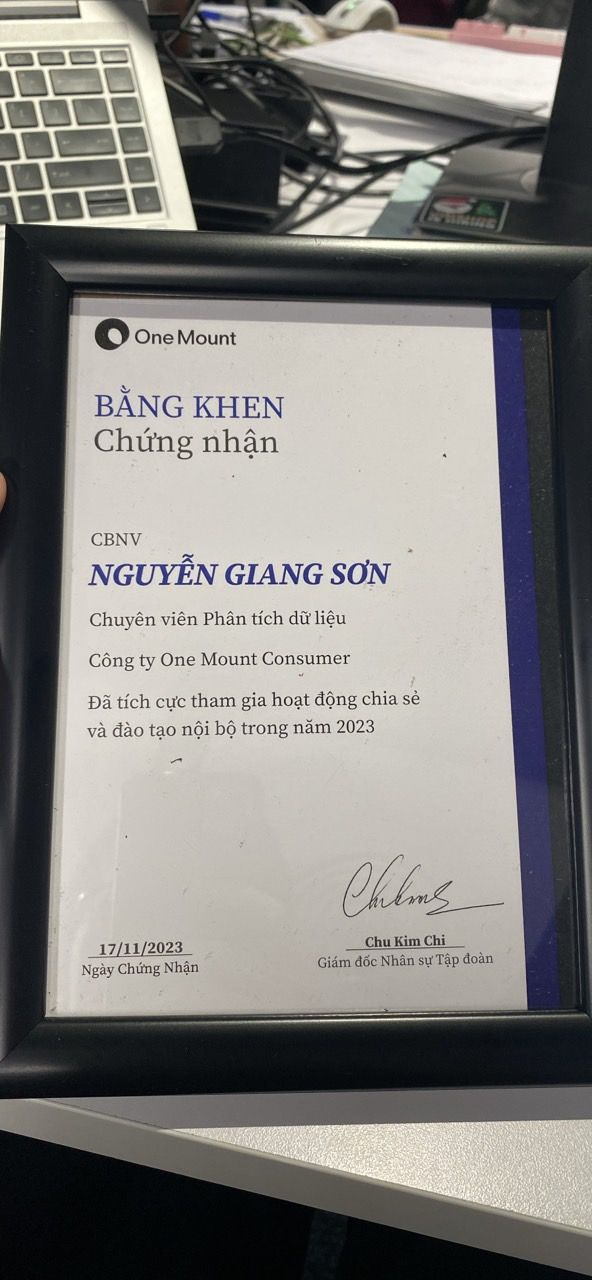 One Mount
BẰNG KHEN
Chứng nhận
CBNV
NGUYỄN GIANG SƠN
Chuyên viên Phân tích dữ liệu
Công ty One Mount Consumer
Đã tích cực tham gia hoạt động chia sẻ
và đào tạo nội bộ trong năm 2023
17/11/2023
Ngày Chứng Nhận
Chu Kim Chi
Giám đốc Nhân sự Tập đoàn